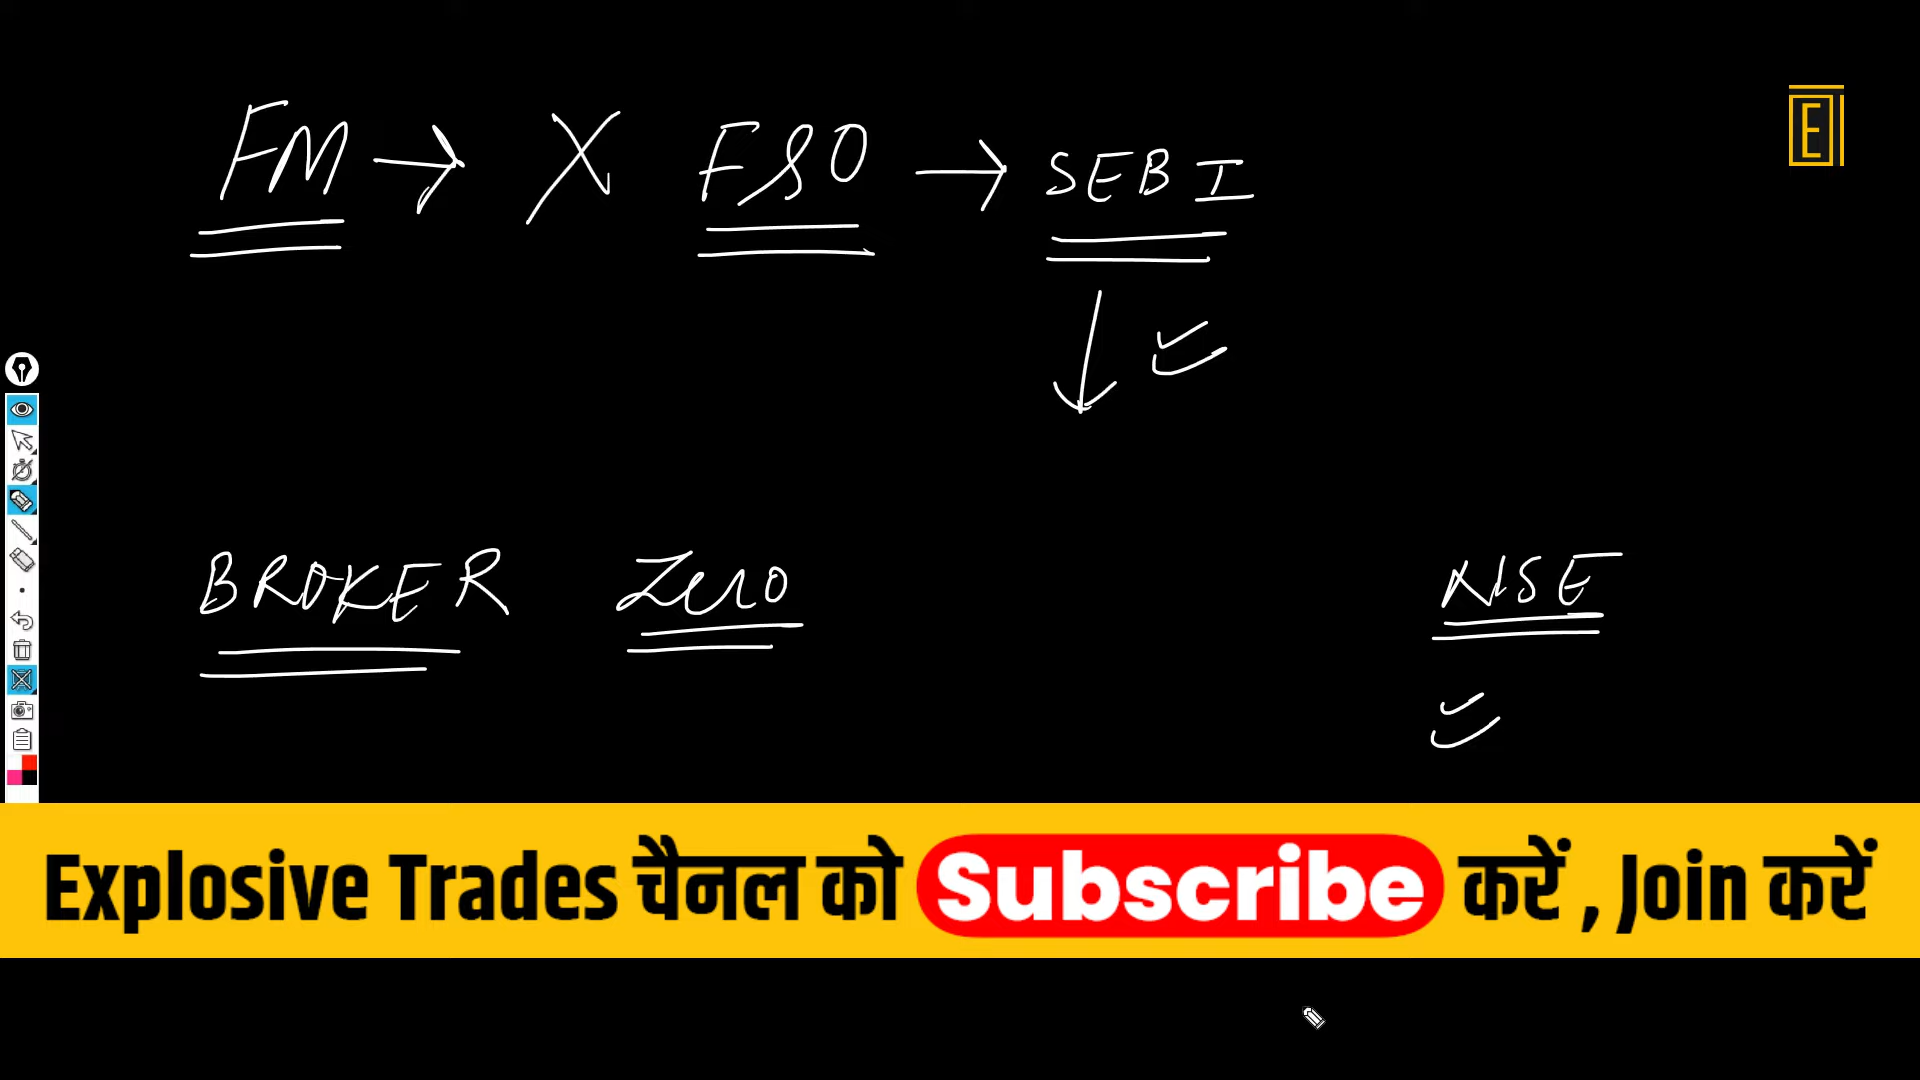 FM → X F&O → SEBI
BROKER Zero NSE
Explosive Trades चैनल को Subscribe करें , Join करें